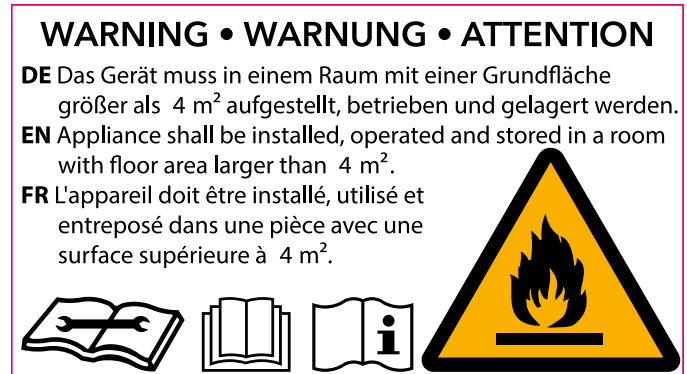 WARNING • WARNUNG • ATTENTION
DE Das Gerät muss in einem Raum mit einer Grundfläche
größer als 4 m² aufgestellt, betrieben und gelagert werden.
EN Appliance shall be installed, operated and stored in a room
with floor area larger than 4 m².
FR L'appareil doit être installé, utilisé et
entreposé dans une pièce avec une
surface supérieure à 4 m².
i